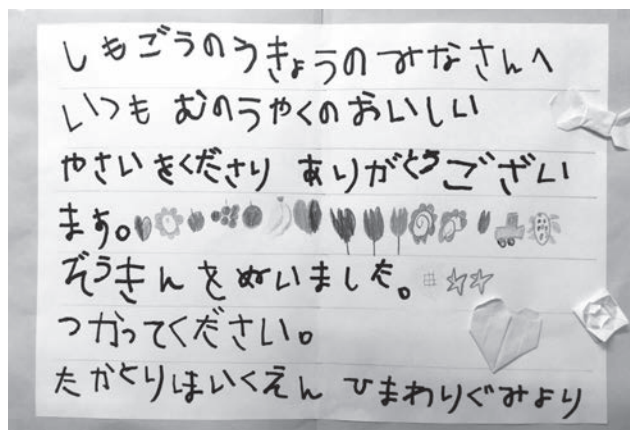 しもごうのうきょうのみなさんへ
いつも むのうやくのおいしい
やさいをくださり ありがとうござい
ます。
ぞうきんをぬいました。
つかってください。
たかとりほいくえん ひまわりぐみより